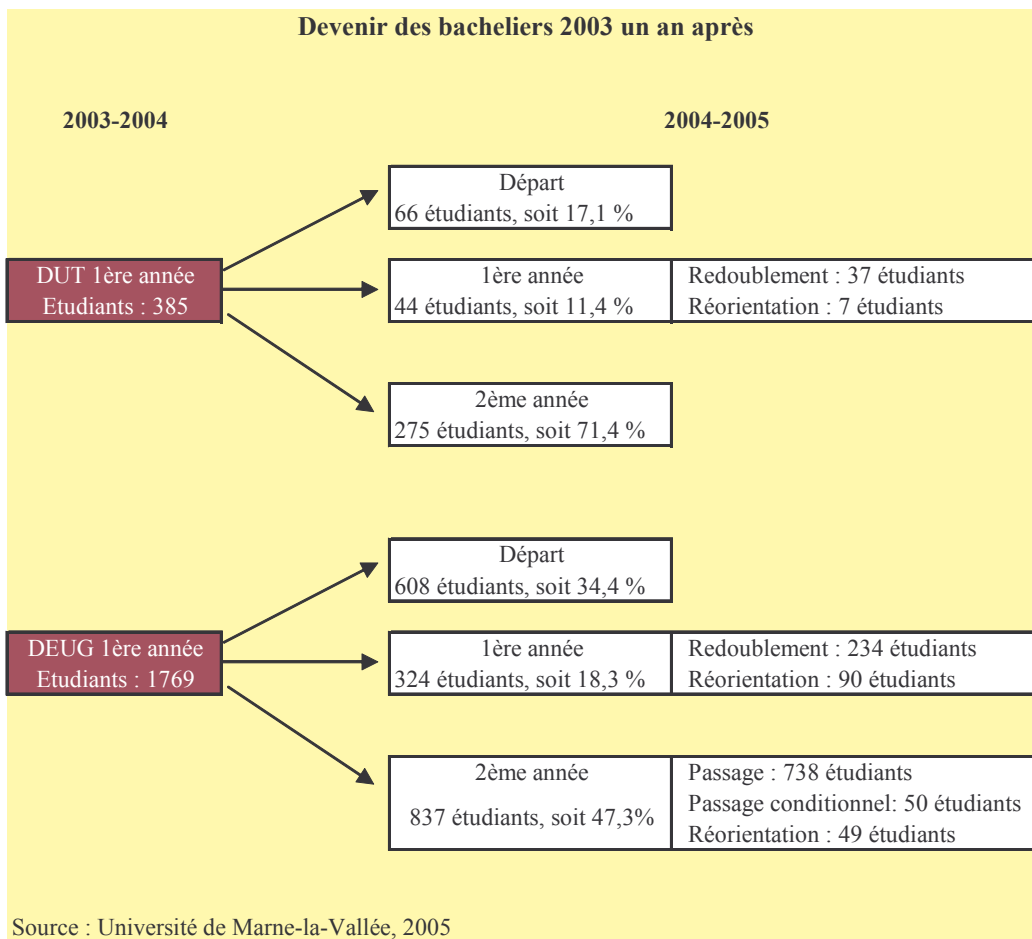 Devenir des bacheliers 2003 un an après
2003-2004
2004-2005
Départ
66 étudiants, soit 17,1 %
DUT 1ère année
Etudiants : 385
1ère année
44 étudiants, soit 11,4 %
Redoublement : 37 étudiants
Réorientation : 7 étudiants
2ème année
275 étudiants, soit 71,4 %
Départ
608 étudiants, soit 34,4 %
DEUG 1ère année
Etudiants : 1769
1ère année
324 étudiants, soit 18,3 %
Redoublement : 234 étudiants
Réorientation : 90 étudiants
2ème année
837 étudiants, soit 47,3%
Passage : 738 étudiants
Passage conditionnel: 50 étudiants
Réorientation : 49 étudiants
Source : Université de Marne-la-Vallée, 2005